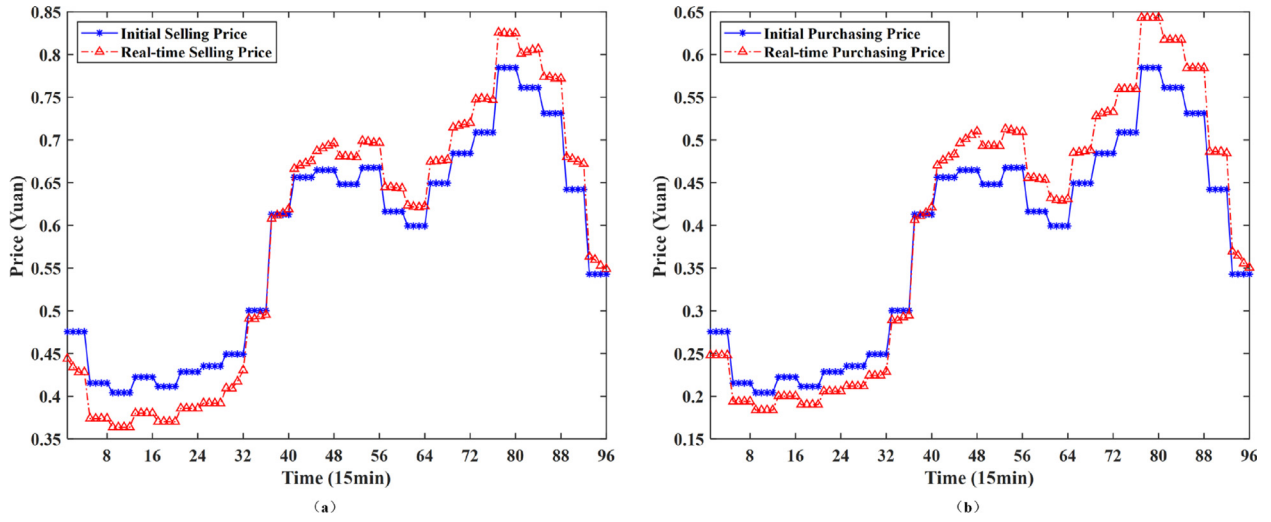 Initial Selling Price
Real-time Selling Price
Price (Yuan)
0.85
0.8
0.75
0.7
0.65
0.6
0.55
0.5
0.45
0.4
0.35
8 16 24 32 40 48 56 64 72 80 88 96
Time (15min)
（a）
Initial Purchasing Price
Real-time Purchasing Price
Price (Yuan)
0.65
0.6
0.55
0.5
0.45
0.4
0.35
0.3
0.25
0.2
0.15
8 16 24 32 40 48 56 64 72 80 88 96
Time (15min)
（b）